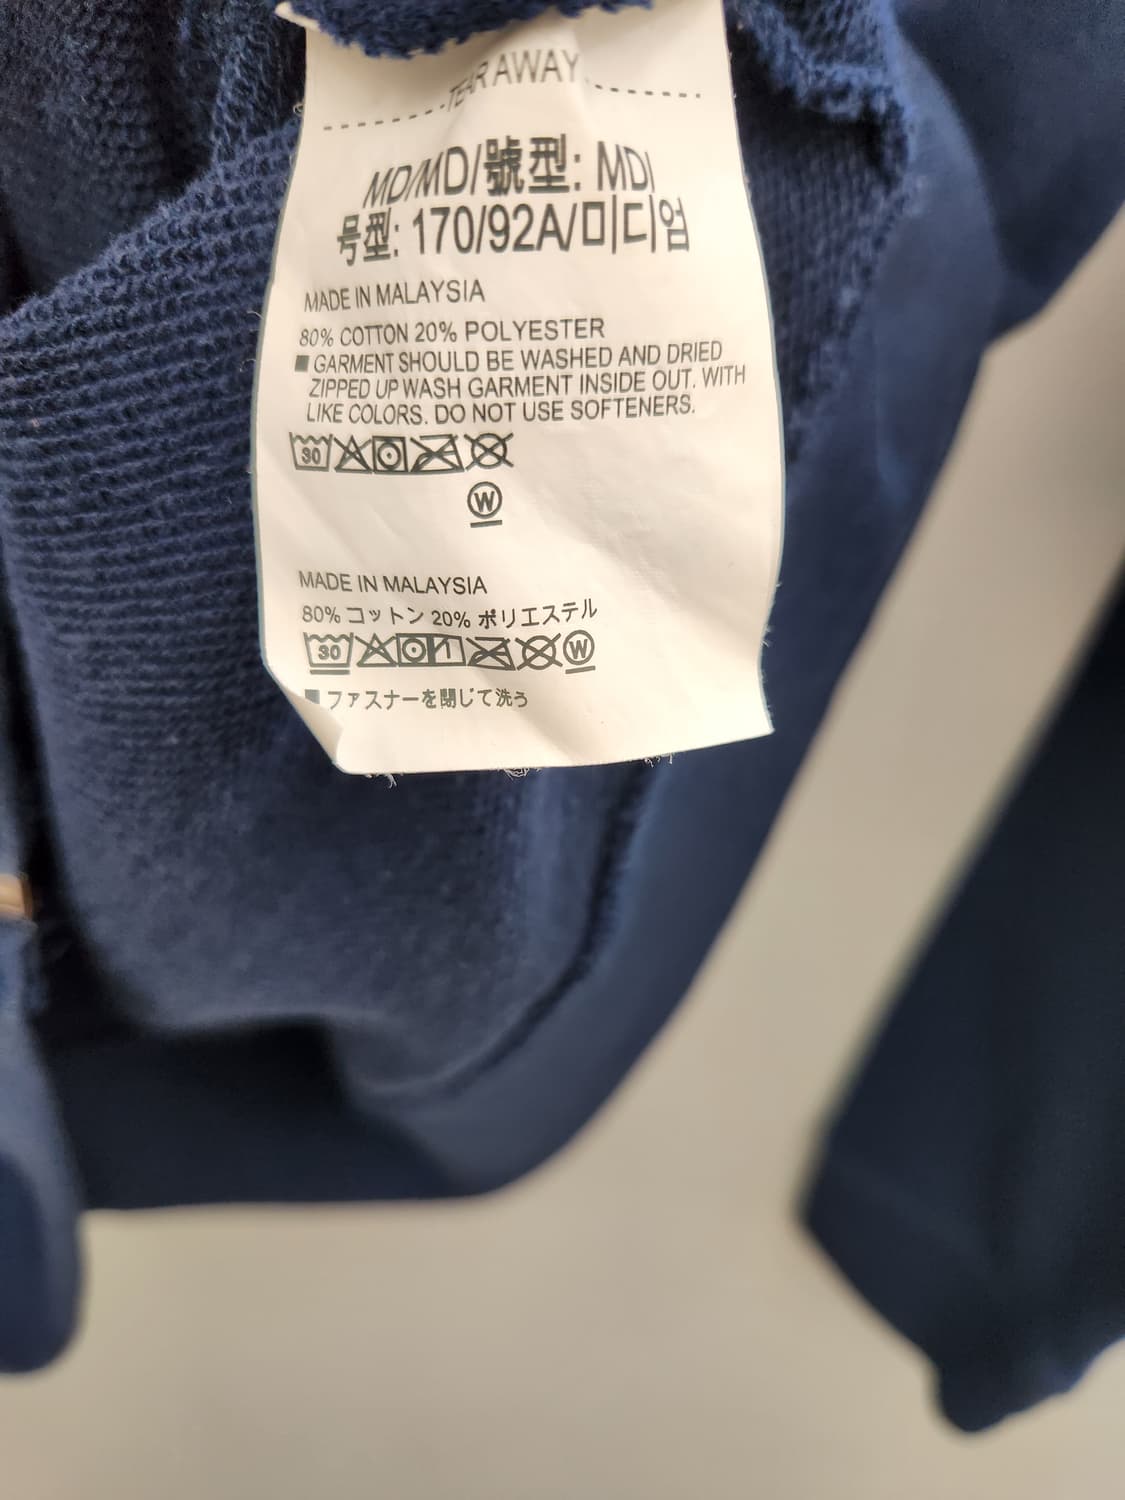 TEAR AWAY
MD/MD/號型: MD/
号型: 170/92A/미디엄
MADE IN MALAYSIA
80% COTTON 20% POLYESTER
■ GARMENT SHOULD BE WASHED AND DRIED
ZIPPED UP WASH GARMENT INSIDE OUT. WITH
LIKE COLORS. DO NOT USE SOFTENERS.
30
W
MADE IN MALAYSIA
80% コットン 20% ポリエステル
30 W
■ ファスナーを閉じて洗う